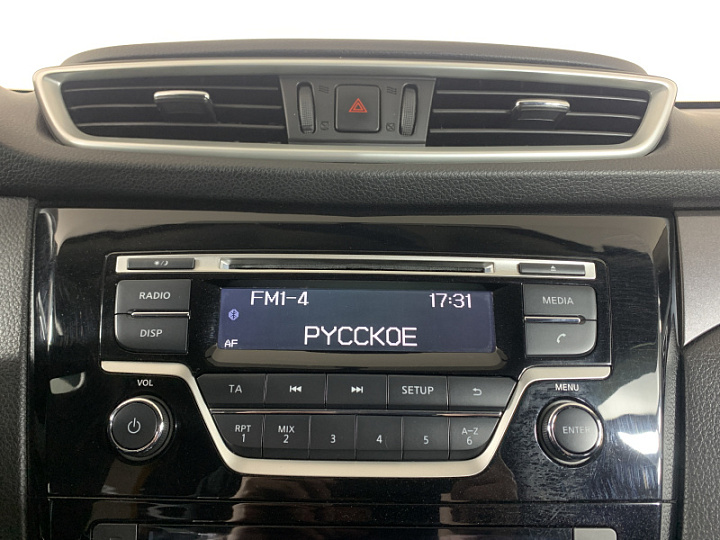 FM1-4 17:31
РУССКОЕ
AF
RADIO
DISP
MEDIA
VOL
MENU
TA SETUP
RPT MIX A-Z
1 2 3 4 5 6
ENTER